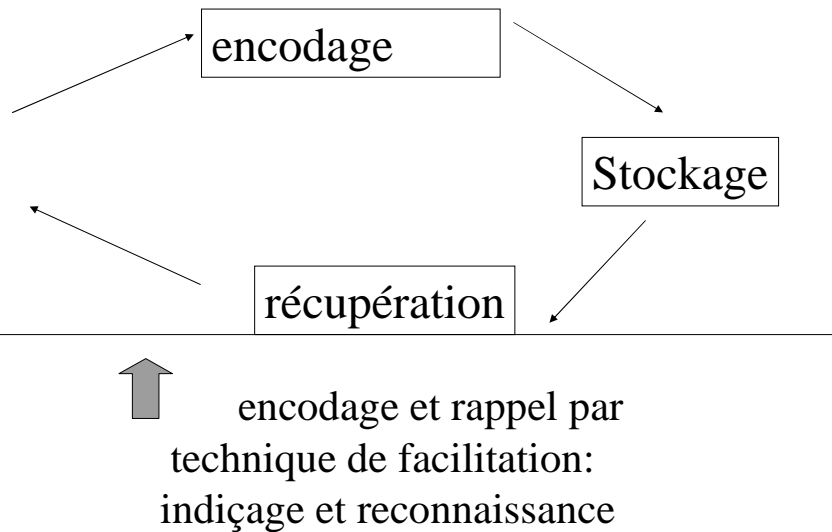 encodage
Stockage
récupération
encodage et rappel par
technique de facilitation:
indiçage et reconnaissance